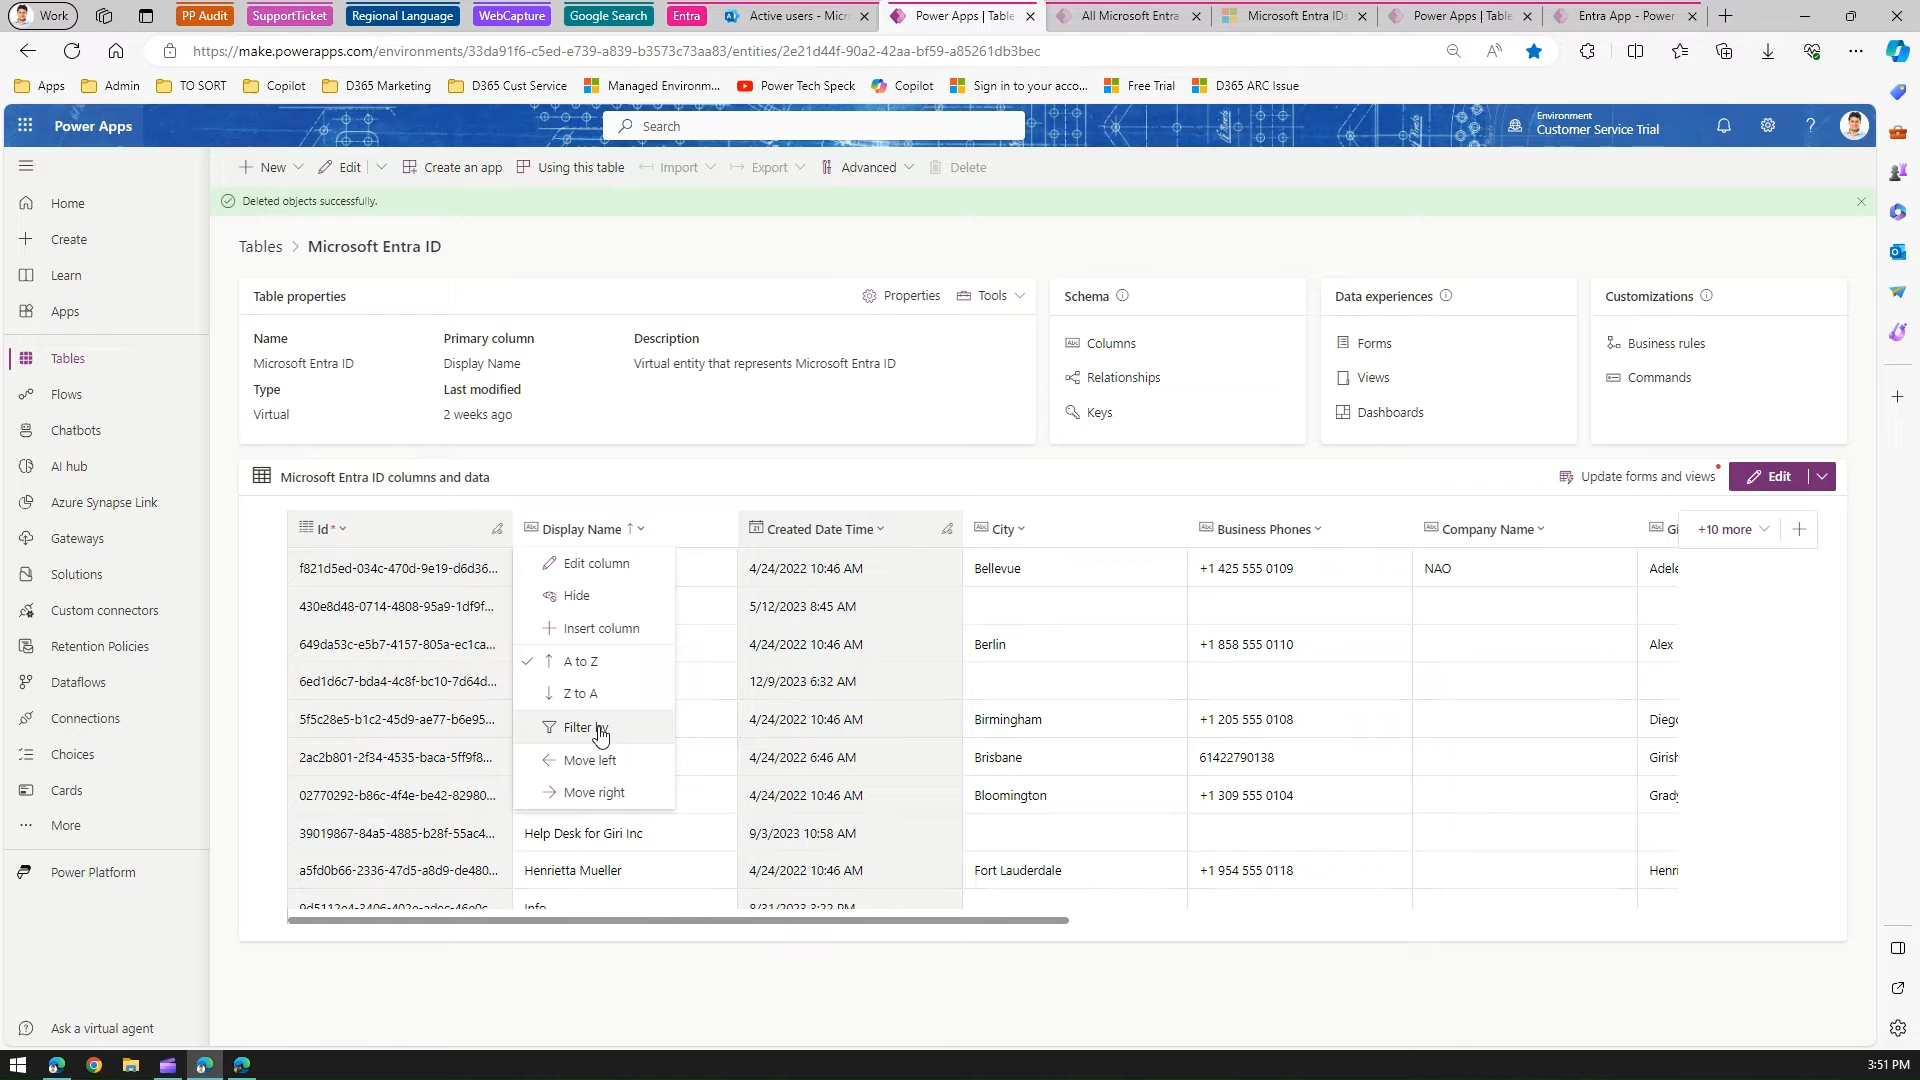 Work
PP Audit
SupportTicket
Regional Language
WebCapture
Google Search
Entra
Active users - Micro
Power Apps | Table
All Microsoft Entra
Microsoft Entra IDs
Power Apps | Table
Entra App - Power
https://make.powerapps.com/environments/33da91f6-c5ed-e739-a839-b3573c73aa83/entities/2e21d44f-90a2-42aa-bf59-a85261db3bec
Apps
Admin
TO SORT
Copilot
D365 Marketing
D365 Cust Service
Managed Environm...
Power Tech Speck
Copilot
Sign in to your acco...
Free Trial
D365 ARC Issue
Power Apps
Search
Environment
Customer Service Trial
New
Edit
Create an app
Using this table
Import
Export
Advanced
Delete
Deleted objects successfully.
Home
Create
Learn
Apps
Tables
Flows
Chatbots
AI hub
Azure Synapse Link
Gateways
Solutions
Custom connectors
Retention Policies
Dataflows
Connections
Choices
Cards
More
Power Platform
Ask a virtual agent
Tables > Microsoft Entra ID
Table properties
Properties
Tools
Name
Primary column
Description
Microsoft Entra ID
Display Name
Virtual entity that represents Microsoft Entra ID
Type
Last modified
Virtual
2 weeks ago
Schema
Columns
Relationships
Keys
Data experiences
Forms
Views
Dashboards
Customizations
Business rules
Commands
Microsoft Entra ID columns and data
Update forms and views
Edit
Id *
Display Name
Created Date Time
City
Business Phones
Company Name
+10 more
f821d5ed-034c-470d-9e19-d6d36... 4/24/2022 10:46 AM Bellevue +1 425 555 0109 NAO Adele
430e8d48-0714-4808-95a9-1df9f... 5/12/2023 8:45 AM
649da53c-e5b7-4157-805a-ec1ca... 4/24/2022 10:46 AM Berlin +1 858 555 0110 Alex
6ed1d6c7-bda4-4c8f-bc10-7d64d... 12/9/2023 6:32 AM
5f5c28e5-b1c2-45d9-ae77-b6e95... 4/24/2022 10:46 AM Birmingham +1 205 555 0108 Diego
2ac2b801-2f34-4535-baca-5ff9f8... 4/24/2022 6:46 AM Brisbane 61422790138 Girish
02770292-b86c-4f4e-be42-82980... 4/24/2022 10:46 AM Bloomington +1 309 555 0104 Grady
39019867-84a5-4885-b28f-55ac4... Help Desk for Giri Inc 9/3/2023 10:58 AM
a5fd0b66-2336-47d5-a8d9-de480... Henrietta Mueller 4/24/2022 10:46 AM Fort Lauderdale +1 954 555 0118 Henri
Info 8/31/2023 3:22 PM
Edit column
Hide
Insert column
A to Z
Z to A
Filter by
Move left
Move right
3:51 PM